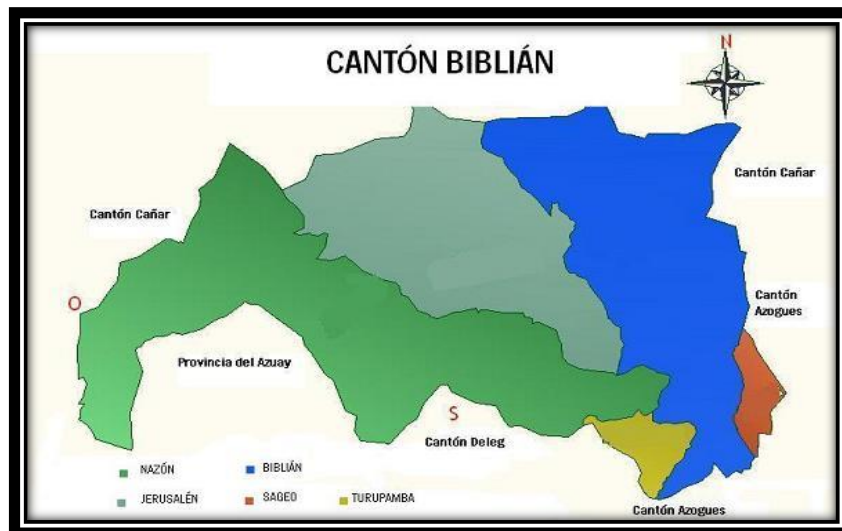 CANTÓN BIBLIÁN
N
Cantón Cañar
Cantón Cañar
O
Cantón
Azogues
Provincia del Azuay
S
Cantón Deleg
NAZÓN
BIBLIÁN
JERUSALÉN
SAGEO
TURUPAMBA
Cantón Azogues